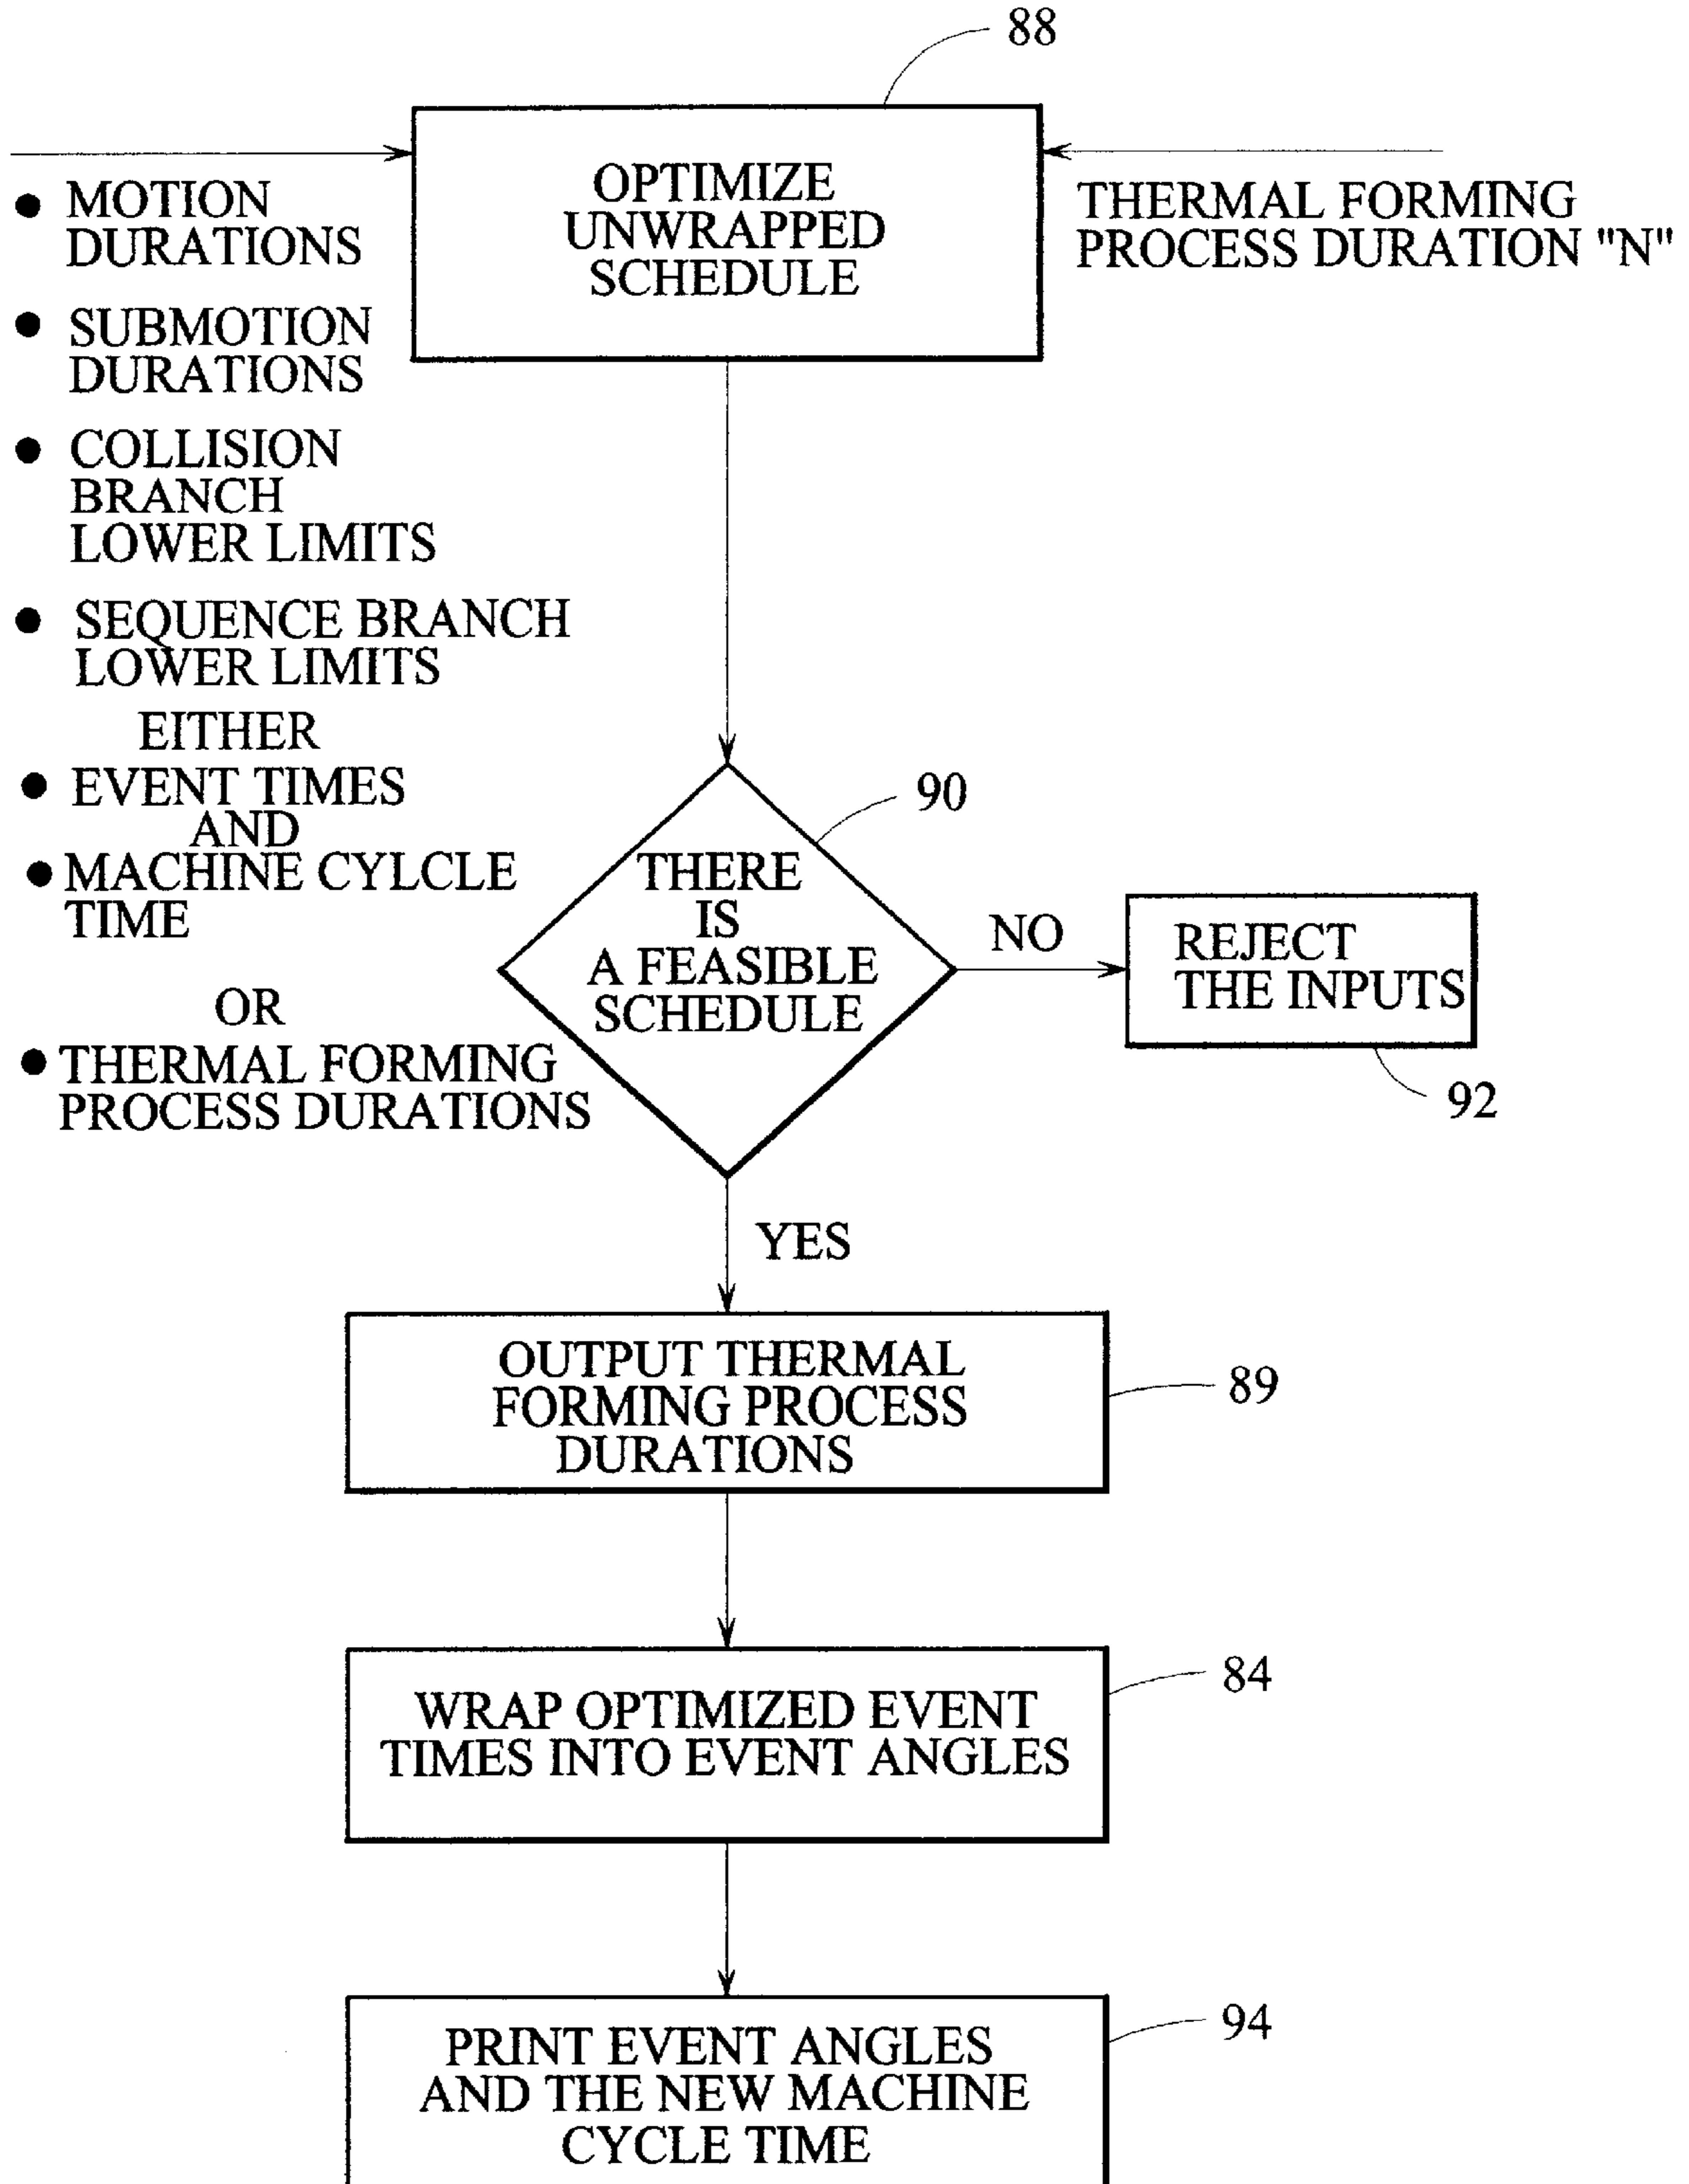 88
OPTIMIZE
UNWRAPPED
SCHEDULE
● MOTION
DURATIONS
● SUBMOTION
DURATIONS
● COLLISION
BRANCH
LOWER LIMITS
● SEQUENCE BRANCH
LOWER LIMITS
EITHER
● EVENT TIMES
AND
● MACHINE CYLCLE
TIME
OR
● THERMAL FORMING
PROCESS DURATIONS
THERMAL FORMING
PROCESS DURATION "N"
90
THERE
IS
A FEASIBLE
SCHEDULE
NO
REJECT
THE INPUTS
92
YES
OUTPUT THERMAL
FORMING PROCESS
DURATIONS
89
WRAP OPTIMIZED EVENT
TIMES INTO EVENT ANGLES
84
PRINT EVENT ANGLES
AND THE NEW MACHINE
CYCLE TIME
94